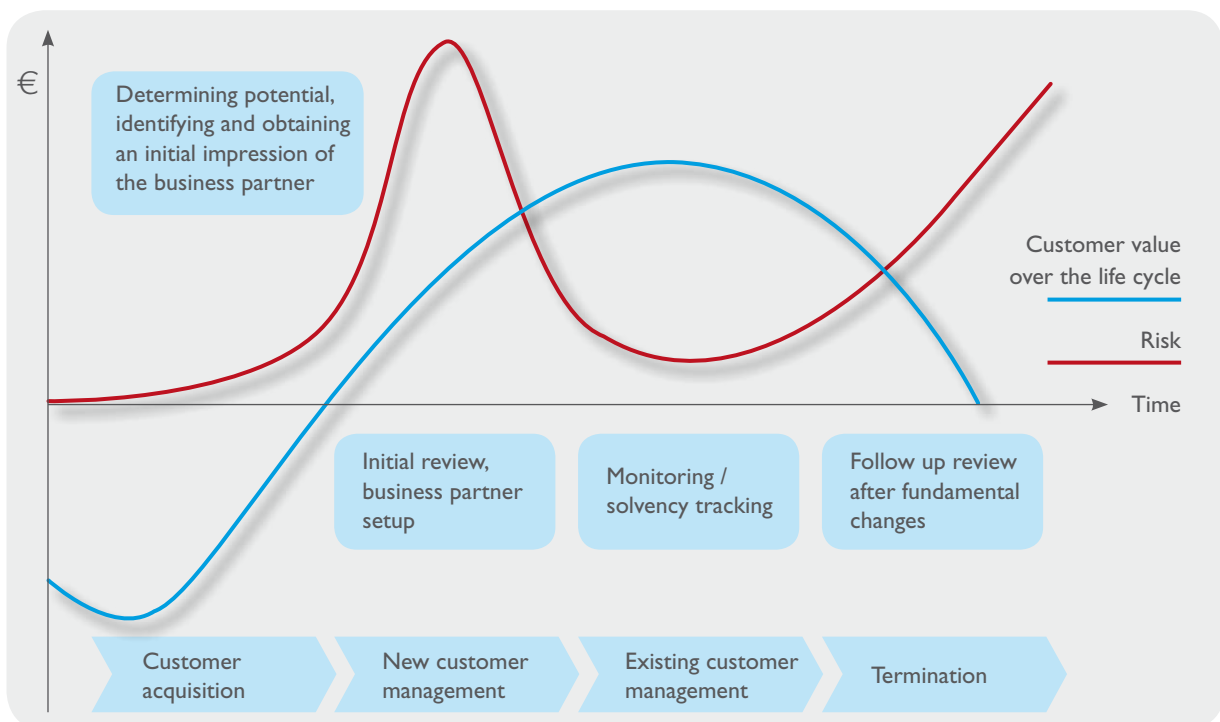 €
Determining potential,
identifying and obtaining
an initial impression of
the business partner
Customer value
over the life cycle
Risk
Time
Initial review,
business partner
setup
Monitoring /
solvency tracking
Follow up review
after fundamental
changes
Customer
acquisition
New customer
management
Existing customer
management
Termination